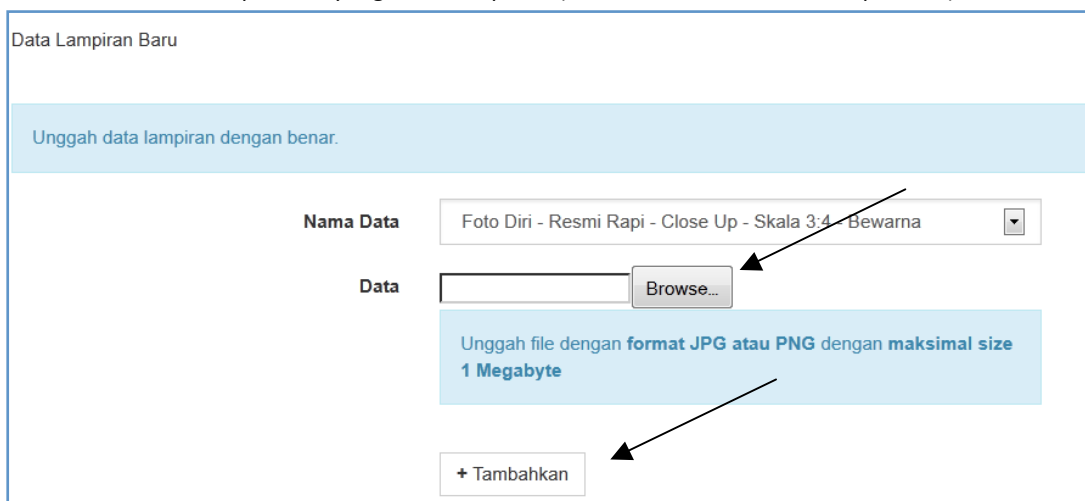 Data Lampiran Baru
Unggah data lampiran dengan benar.
Nama Data
Foto Diri - Resmi Rapi - Close Up - Skala 3:4 - Bewarna
Data
Browse...
Unggah file dengan format JPG atau PNG dengan maksimal size
1 Megabyte
+ Tambahkan